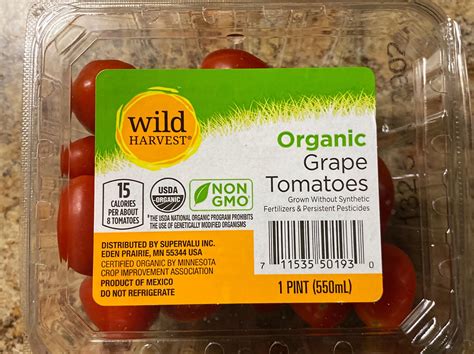 wild
HARVEST®
Organic
Grape
Tomatoes
Grown Without Synthetic
Fertilizers & Persistent Pesticides
15
CALORIES
PER ABOUT
8 TOMATOES
USDA
ORGANIC
NON
GMO*
*THE USDA NATIONAL ORGANIC PROGRAM PROHIBITS
THE USE OF GENETICALLY MODIFIED ORGANISMS
DISTRIBUTED BY SUPERVALU INC.
EDEN PRAIRIE, MN 55344 USA
CERTIFIED ORGANIC BY MINNESOTA
CROP IMPROVEMENT ASSOCIATION
PRODUCT OF MEXICO
DO NOT REFRIGERATE
7 11535 50193 0
1 PINT (550mL)